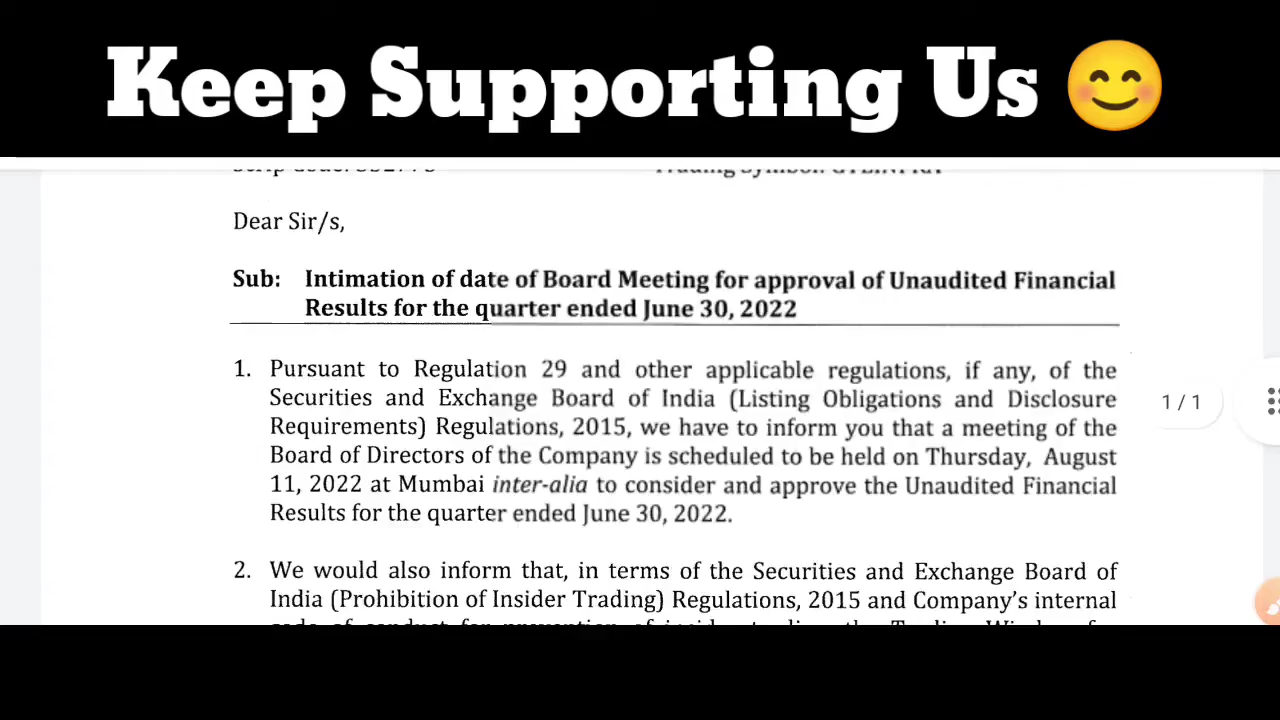 Keep Supporting Us 😊
Dear Sir/s,
Sub: Intimation of date of Board Meeting for approval of Unaudited Financial
Results for the quarter ended June 30, 2022
1. Pursuant to Regulation 29 and other applicable regulations, if any, of the
Securities and Exchange Board of India (Listing Obligations and Disclosure
Requirements) Regulations, 2015, we have to inform you that a meeting of the
Board of Directors of the Company is scheduled to be held on Thursday, August
11, 2022 at Mumbai inter-alia to consider and approve the Unaudited Financial
Results for the quarter ended June 30, 2022.
1 / 1
2. We would also inform that, in terms of the Securities and Exchange Board of
India (Prohibition of Insider Trading) Regulations, 2015 and Company's internal